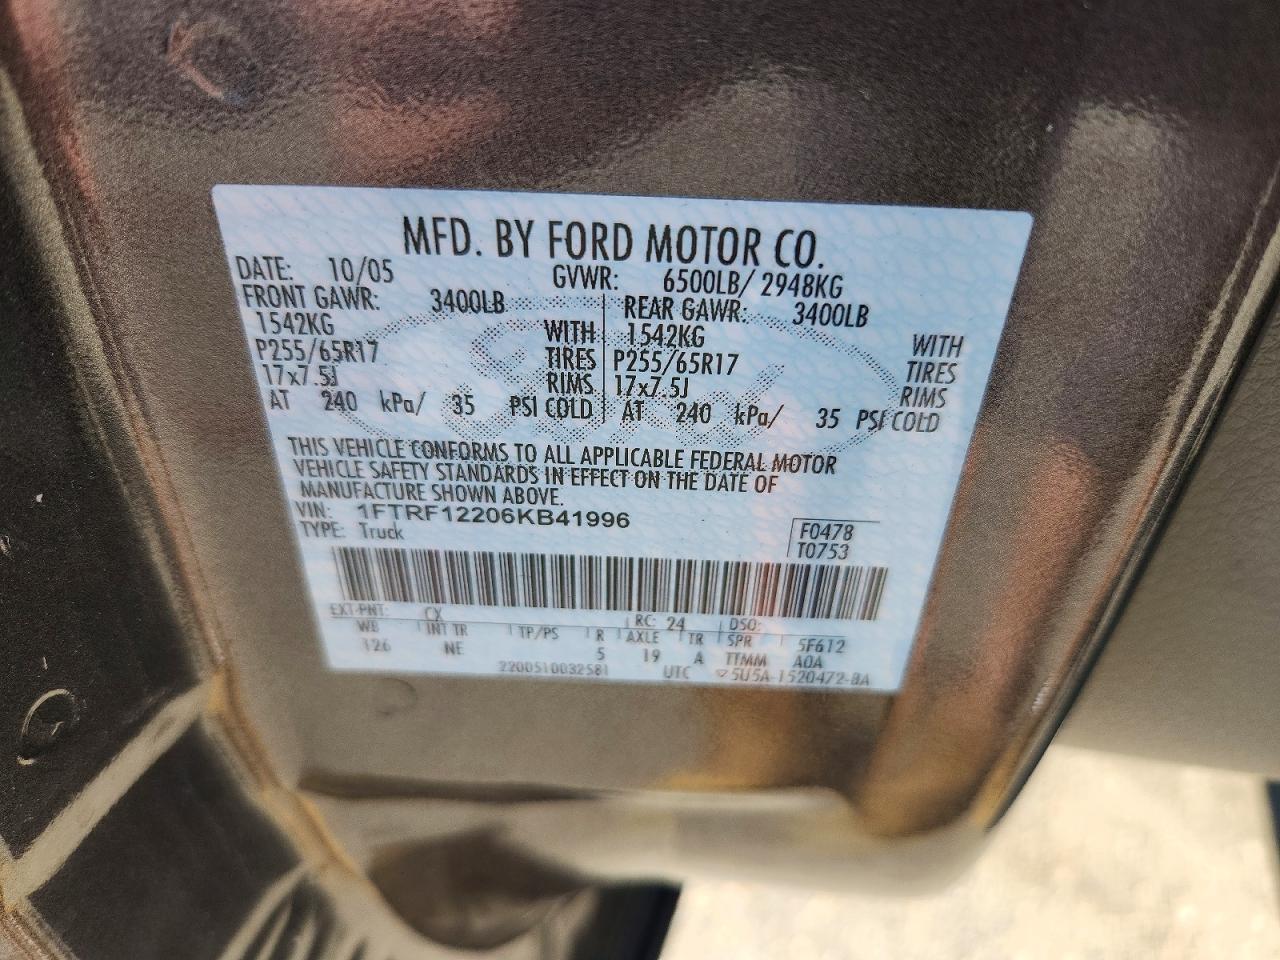 MFD. BY FORD MOTOR CO.
DATE: 10/05 GVWR: 6500LB/ 2948KG
FRONT GAWR: 3400LB REAR GAWR: 3400LB
1542KG WITH 1542KG WITH
P255/65R17 TIRES P255/65R17 TIRES
17x7.5J RIMS 17x7.5J RIMS
AT 240 kPa/ 35 PSI COLD AT 240 kPa/ 35 PSI COLD
THIS VEHICLE CONFORMS TO ALL APPLICABLE FEDERAL MOTOR
VEHICLE SAFETY STANDARDS IN EFFECT ON THE DATE OF
MANUFACTURE SHOWN ABOVE.
VIN: 1FTRF12206KB41996
TYPE: Truck F0478
T0753
EXT PNT: CX RC: 24 DSO:
WB INT TR TP/PS R AXLE TR SPR 5F612
126 NE 5 19 A TTMM A0A
2200510032581 UTC 5U5A-1520472-BA